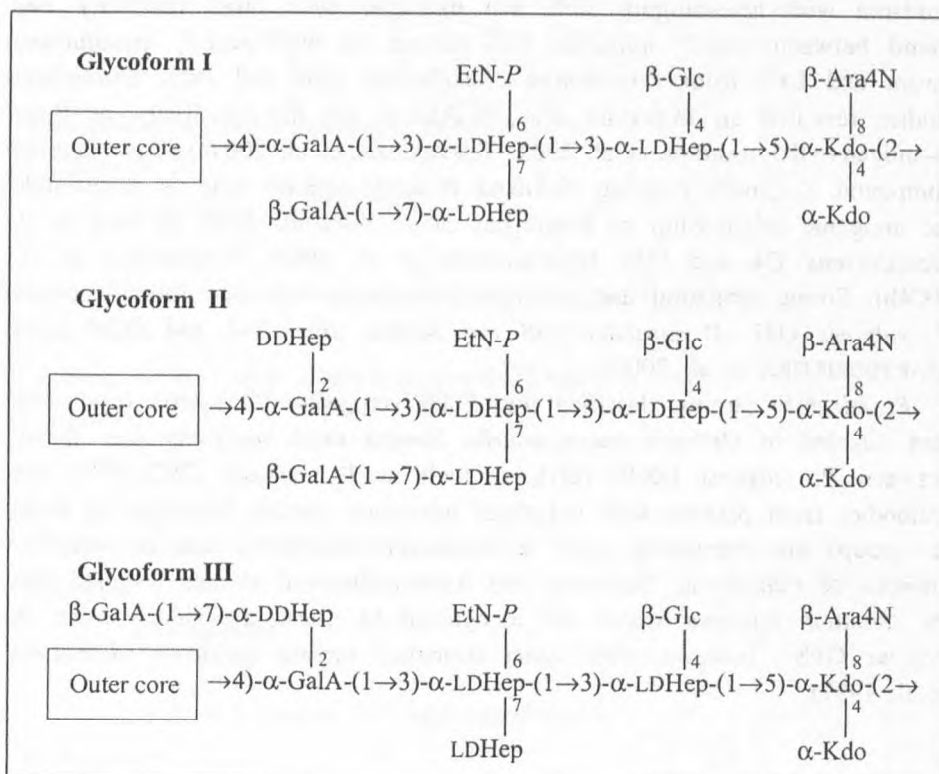 Glycoform I
EtN-P β-Glc β-Ara4N
6 4 8
Outer core →4)-α-GalA-(1→3)-α-LDHep-(1→3)-α-LDHep-(1→5)-α-Kdo-(2→
7 4
β-GalA-(1→7)-α-LDHep α-Kdo
Glycoform II
DDHep EtN-P β-Glc β-Ara4N
2 6 4 8
Outer core →4)-α-GalA-(1→3)-α-LDHep-(1→3)-α-LDHep-(1→5)-α-Kdo-(2→
7 4
β-GalA-(1→7)-α-LDHep α-Kdo
Glycoform III
β-GalA-(1→7)-α-DDHep EtN-P β-Glc β-Ara4N
2 6 4 8
Outer core →4)-α-GalA-(1→3)-α-LDHep-(1→3)-α-LDHep-(1→5)-α-Kdo-(2→
7 4
LDHep α-Kdo